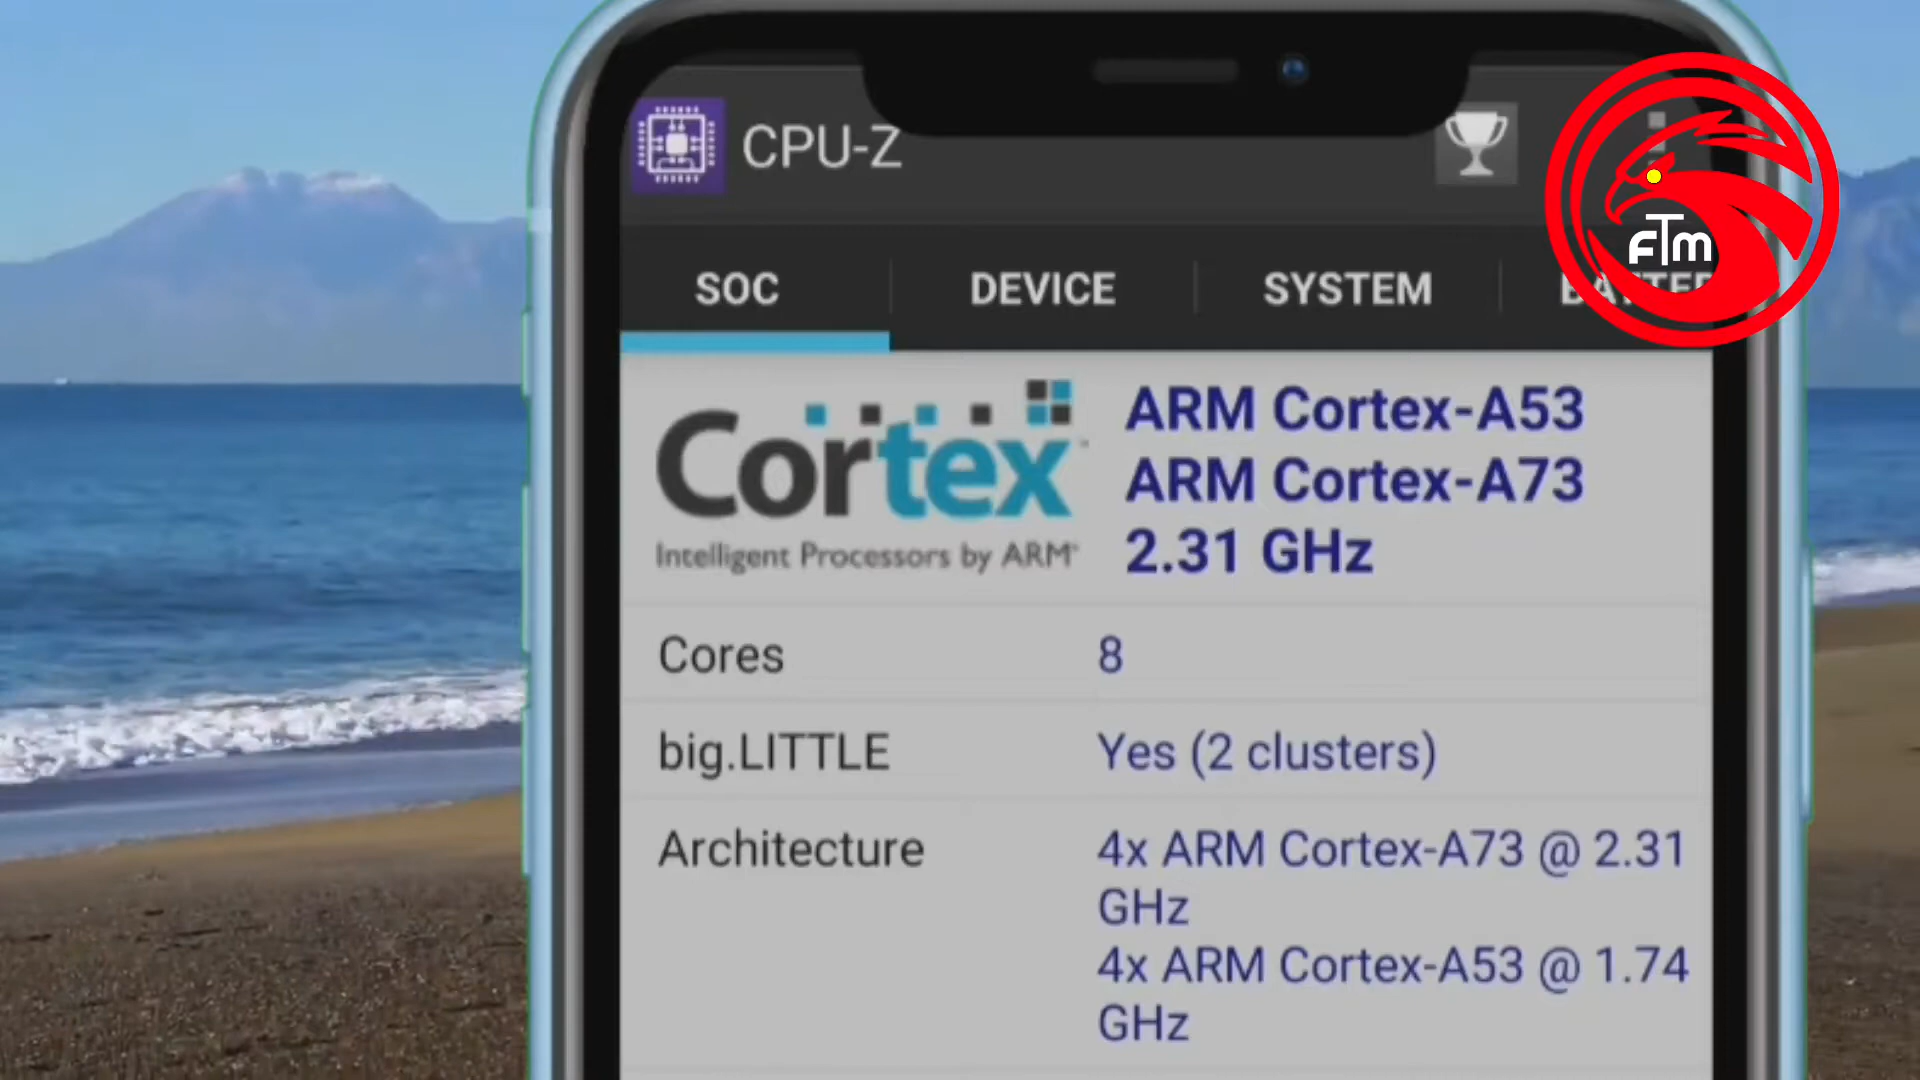 CPU-Z
fTm
SOC
DEVICE
SYSTEM
Cortex
Intelligent Processors by ARM
ARM Cortex-A53
ARM Cortex-A73
2.31 GHz
Cores 8
big.LITTLE Yes (2 clusters)
Architecture 4x ARM Cortex-A73 @ 2.31
GHz
4x ARM Cortex-A53 @ 1.74
GHz